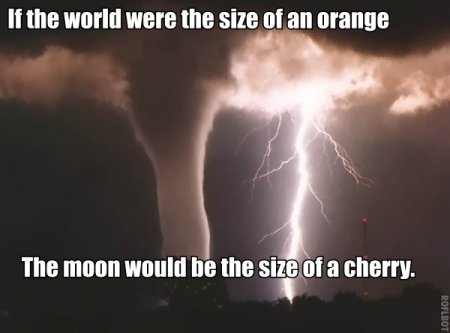 If the world were the size of an orange
The moon would be the size of a cherry.
ROFLBOT